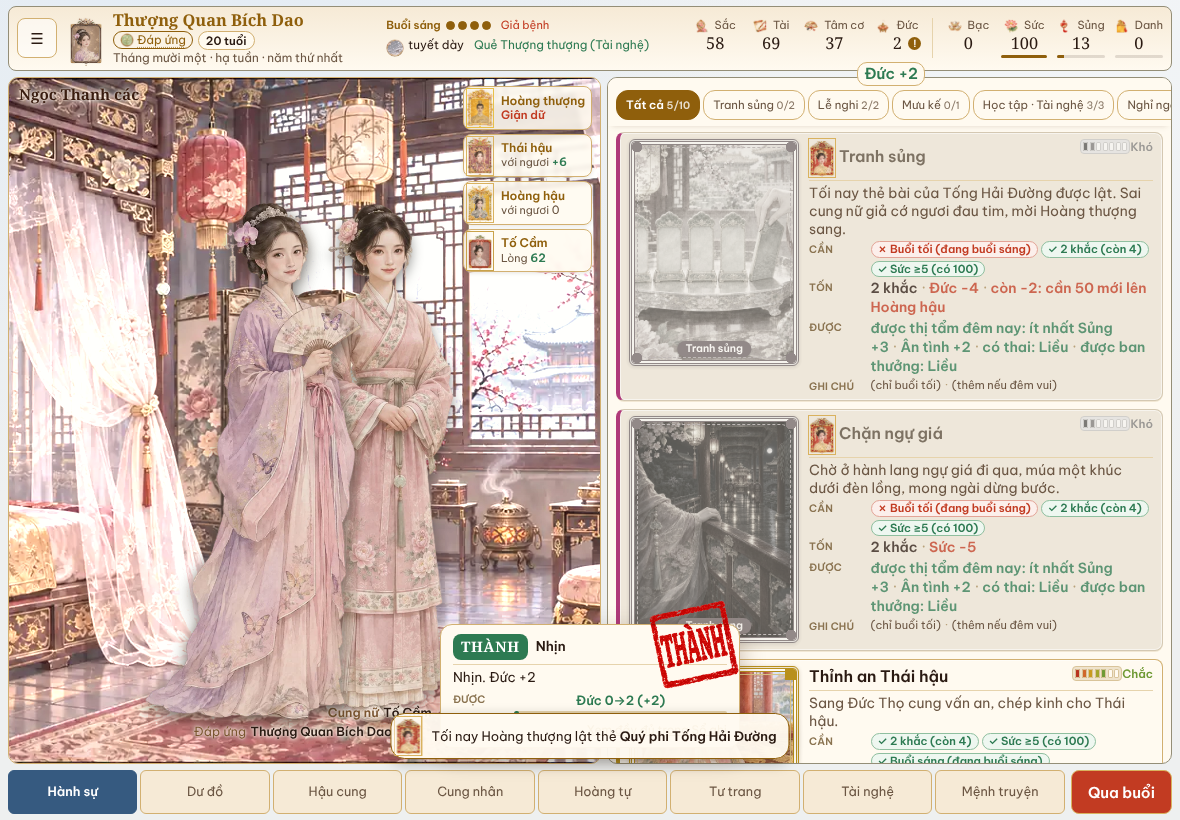 ☰
Thượng Quan Bích Dao
Đáp ứng
20 tuổi
Tháng mười một · hạ tuần · năm thứ nhất
Buổi sáng
Giả bệnh
tuyết dày
Quẻ Thượng thượng (Tài nghệ)
Sắc
58
Tài
69
Tâm cơ
37
Đức
2 !
Bạc
0
Sức
100
Sủng
13
Danh
0
Đức +2
Ngọc Thanh các
Hoàng thượng
Giận dữ
Thái hậu
với ngươi +6
Hoàng hậu
với ngươi 0
Tố Cầm
Lòng 62
Cung nữ Tố Cầm
Đáp ứng Thượng Quan Bích Dao
Tất cả 5/10
Tranh sủng 0/2
Lễ nghi 2/2
Mưu kế 0/1
Học tập · Tài nghệ 3/3
Tranh sủng
Tranh sủng
Khó
Tối nay thẻ bài của Tống Hải Đường được lật. Sai
cung nữ giả cớ ngươi đau tim, mời Hoàng thượng
sang.
CẦN
× Buổi tối (đang buổi sáng)
✓ 2 khắc (còn 4)
✓ Sức ≥5 (có 100)
TỐN
2 khắc · Đức −4 · còn −2: cần 50 mới lên
Hoàng hậu
ĐƯỢC
được thị tẩm đêm nay: ít nhất Sủng
+3 · Ân tình +2 · có thai: Liều · được ban
thưởng: Liều
GHI CHÚ
(chỉ buổi tối) · (thêm nếu đêm vui)
Chặn ngự giá
Khó
Chờ ở hành lang ngự giá đi qua, múa một khúc
dưới đèn lồng, mong ngài dừng bước.
CẦN
× Buổi tối (đang buổi sáng)
✓ 2 khắc (còn 4)
✓ Sức ≥5 (có 100)
TỐN
2 khắc · Sức −5
ĐƯỢC
được thị tẩm đêm nay: ít nhất Sủng
+3 · Ân tình +2 · có thai: Liều · được ban
thưởng: Liều
GHI CHÚ
(chỉ buổi tối) · (thêm nếu đêm vui)
Thỉnh an Thái hậu
Chắc
Sang Đức Thọ cung vấn an, chép kinh cho Thái
hậu.
CẦN
✓ 2 khắc (còn 4)
✓ Sức ≥5 (có 100)
✓ Buổi sáng (đang buổi sáng)
THÀNH
Nhịn
THÀNH
Nhịn. Đức +2
ĐƯỢC
Đức 0→2 (+2)
Tối nay Hoàng thượng lật thẻ Quý phi Tống Hải Đường
Hành sự
Dư đồ
Hậu cung
Cung nhân
Hoàng tự
Tư trang
Tài nghệ
Mệnh truyện
Qua buổi